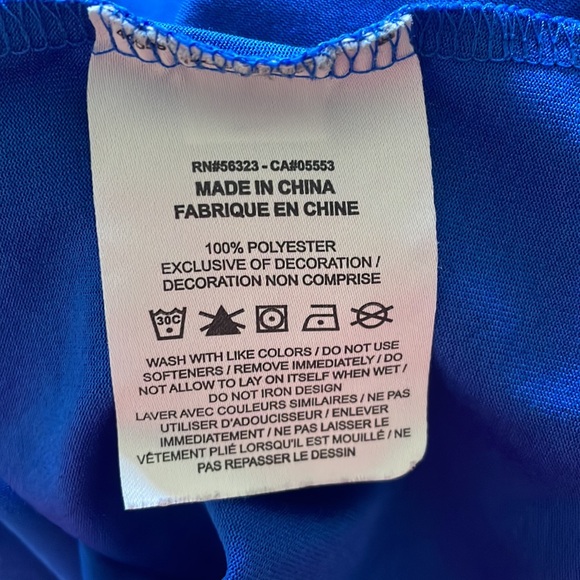 RN#56323 - CA#05553
MADE IN CHINA
FABRIQUE EN CHINE
100% POLYESTER
EXCLUSIVE OF DECORATION /
DECORATION NON COMPRISE
30C
WASH WITH LIKE COLORS / DO NOT USE
SOFTENERS / REMOVE IMMEDIATELY / DO
NOT ALLOW TO LAY ON ITSELF WHEN WET /
DO NOT IRON DESIGN
LAVER AVEC COULEURS SIMILAIRES / NE PAS
UTILISER D'ADOUCISSEUR / ENLEVER
IMMEDIATEMENT / NE PAS LAISSER LE
VÊTEMENT PLIÉ LORSQU'IL EST MOUILLÉ / NE
PAS REPASSER LE DESSIN